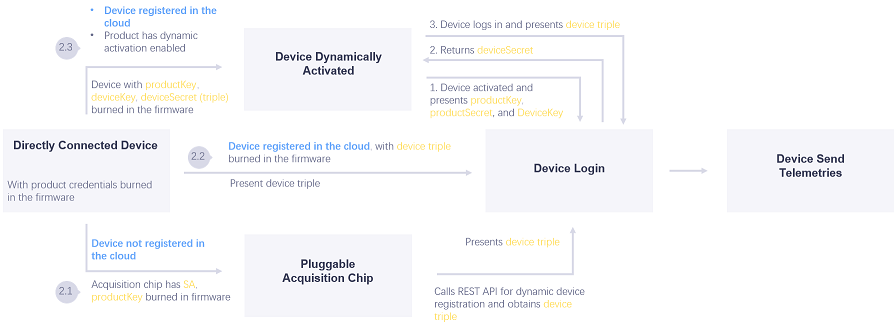 • Device registered in the
cloud
• Product has dynamic
activation enabled
2.3
Device with productKey,
deviceKey, deviceSecret (triple)
burned in the firmware
Device Dynamically
Activated
3. Device logs in and presents device triple
2. Returns deviceSecret
1. Device activated and
presents productKey,
productSecret, and DeviceKey
Directly Connected Device
With product credentials burned
in the firmware
2.2
Device registered in the cloud, with device triple
burned in the firmware
Present device triple
Device Login
Device Send
Telemetries
Device not registered in
the cloud
2.1
Acquisition chip has SA,
productKey burned in firmware
Pluggable
Acquisition Chip
Presents device triple
Calls REST API for dynamic device
registration and obtains device
triple